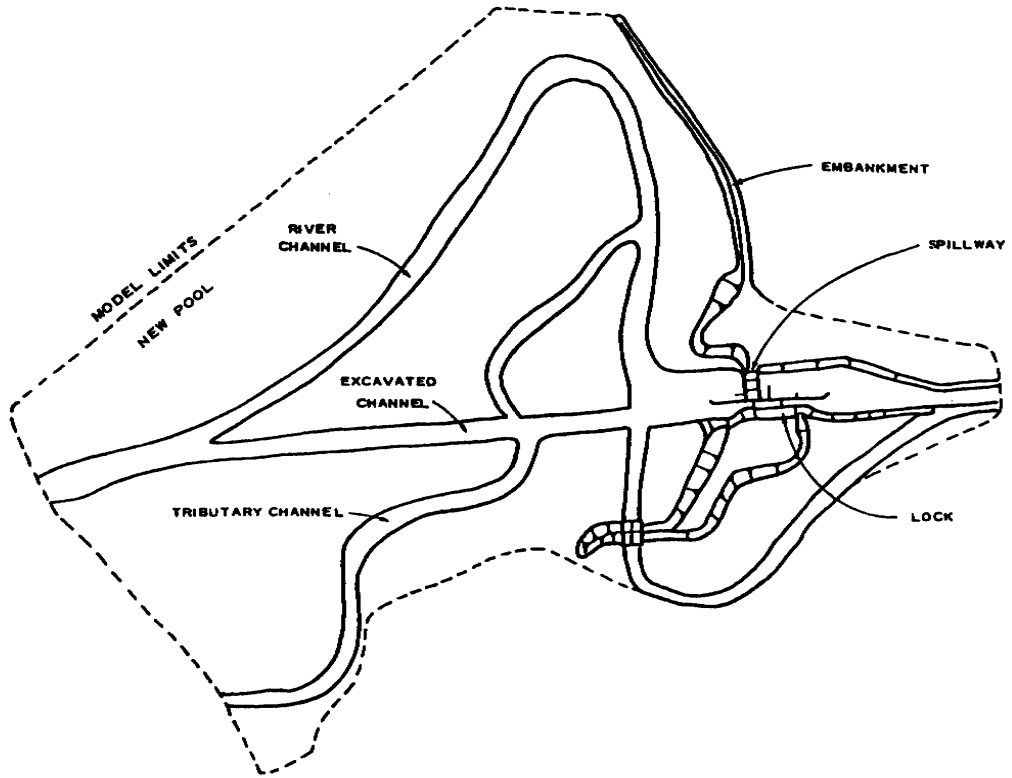 EMBANKMENT
SPILLWAY
RIVER
CHANNEL
MODEL LIMITS
NEW POOL
EXCAVATED
CHANNEL
TRIBUTARY CHANNEL
LOCK